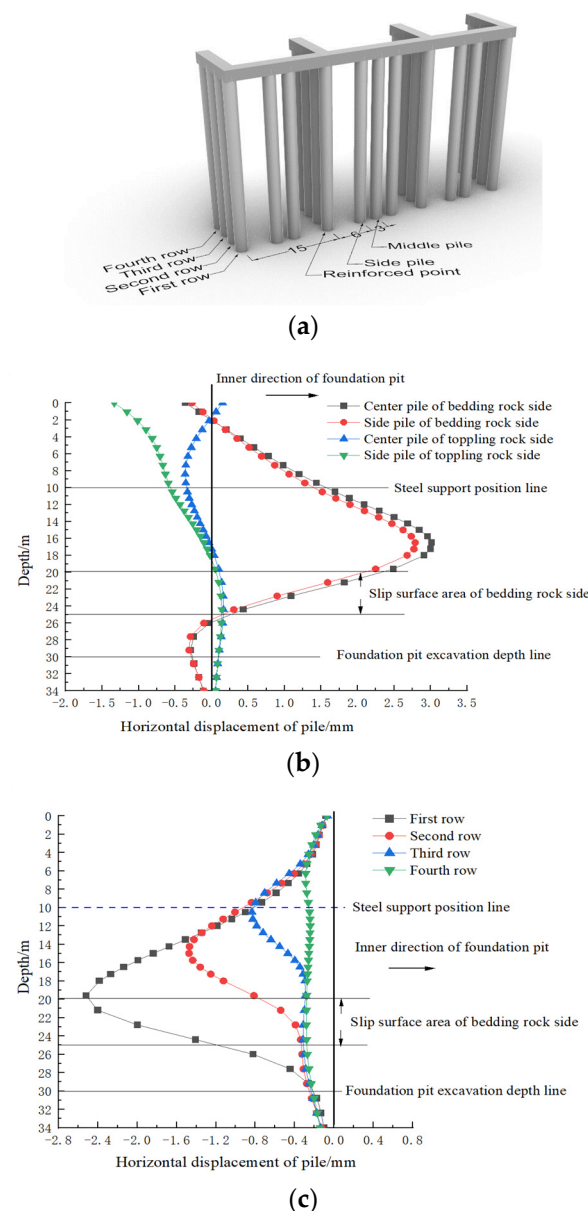 Fourth row
Third row
Second row
First row
15
6
3
Middle pile
Side pile
Reinforced point
(a)
Inner direction of foundation pit
Center pile of bedding rock side
Side pile of bedding rock side
Center pile of toppling rock side
Side pile of toppling rock side
Steel support position line
Slip surface area of bedding rock side
Foundation pit excavation depth line
Depth/m
0
2
4
6
8
10
12
14
16
18
20
22
24
26
28
30
32
34
-2.0 -1.5 -1.0 -0.5 0.0 0.5 1.0 1.5 2.0 2.5 3.0 3.5
Horizontal displacement of pile/mm
(b)
First row
Second row
Third row
Fourth row
Steel support position line
Inner direction of foundation pit
Slip surface area of bedding rock side
Foundation pit excavation depth line
Depth/m
0
2
4
6
8
10
12
14
16
18
20
22
24
26
28
30
32
34
-2.8 -2.4 -2.0 -1.6 -1.2 -0.8 -0.4 0.0 0.4 0.8
Horizontal displacement of pile/mm
(c)